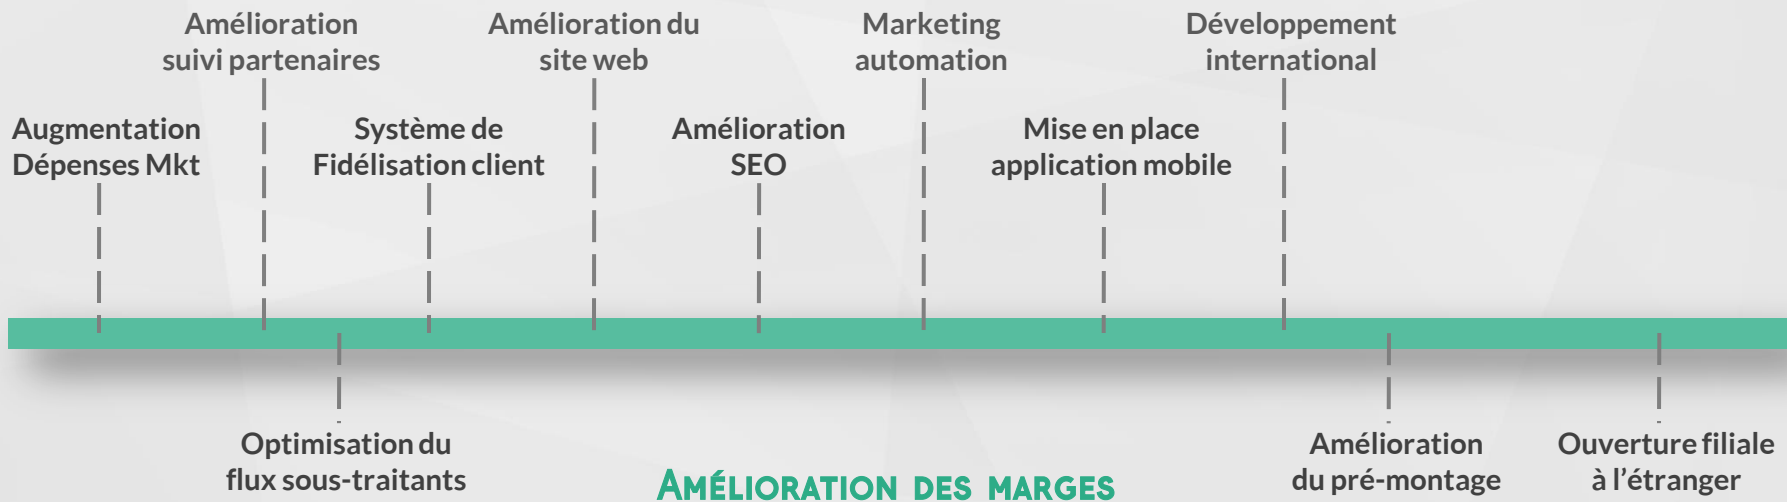 Amélioration
suivi partenaires
Amélioration du
site web
Marketing
automation
Développement
international
Augmentation
Dépenses Mkt
Système de
Fidélisation client
Amélioration
SEO
Mise en place
application mobile
Optimisation du
flux sous-traitants
Amélioration
du pré-montage
Ouverture filiale
à l’étranger
AMÉLIORATION DES MARGES